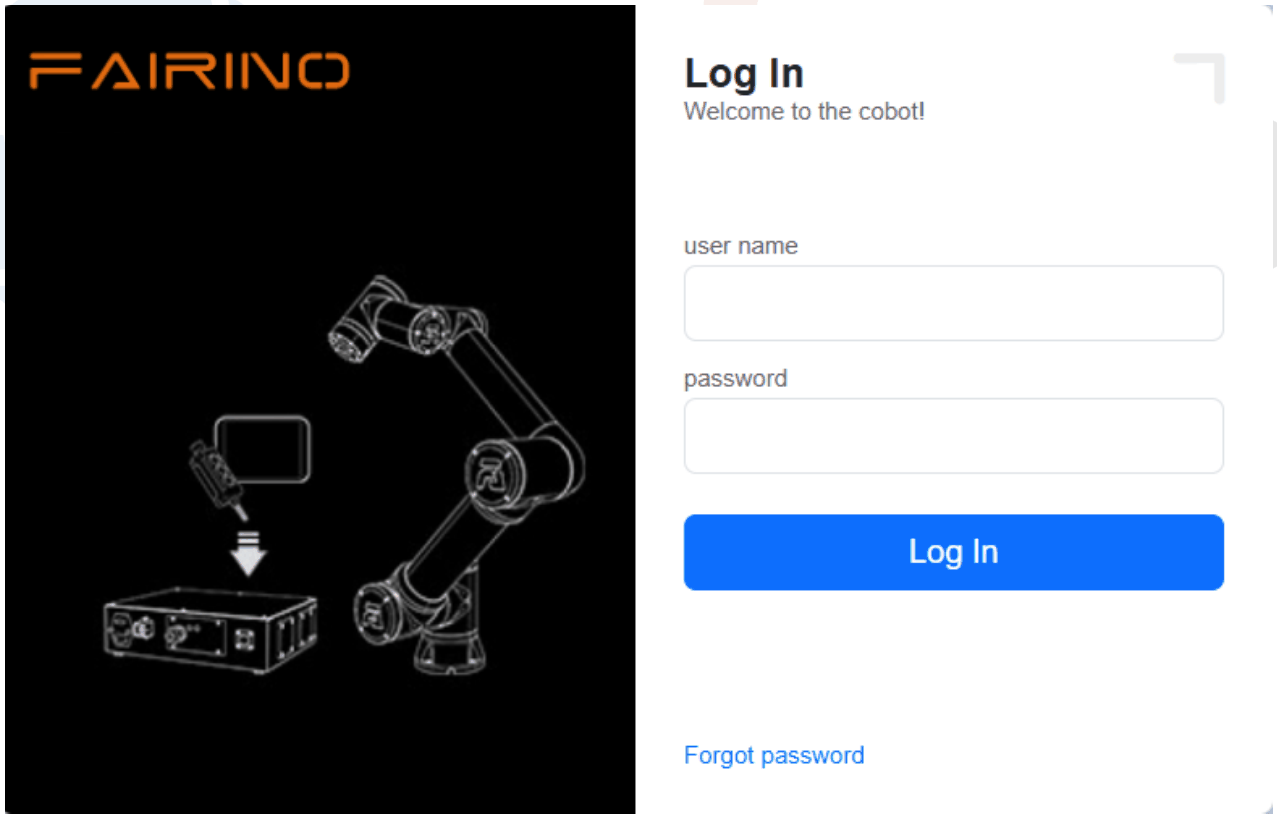 FAIRINO
Log In
Welcome to the cobot!
user name
password
Log In
Forgot password